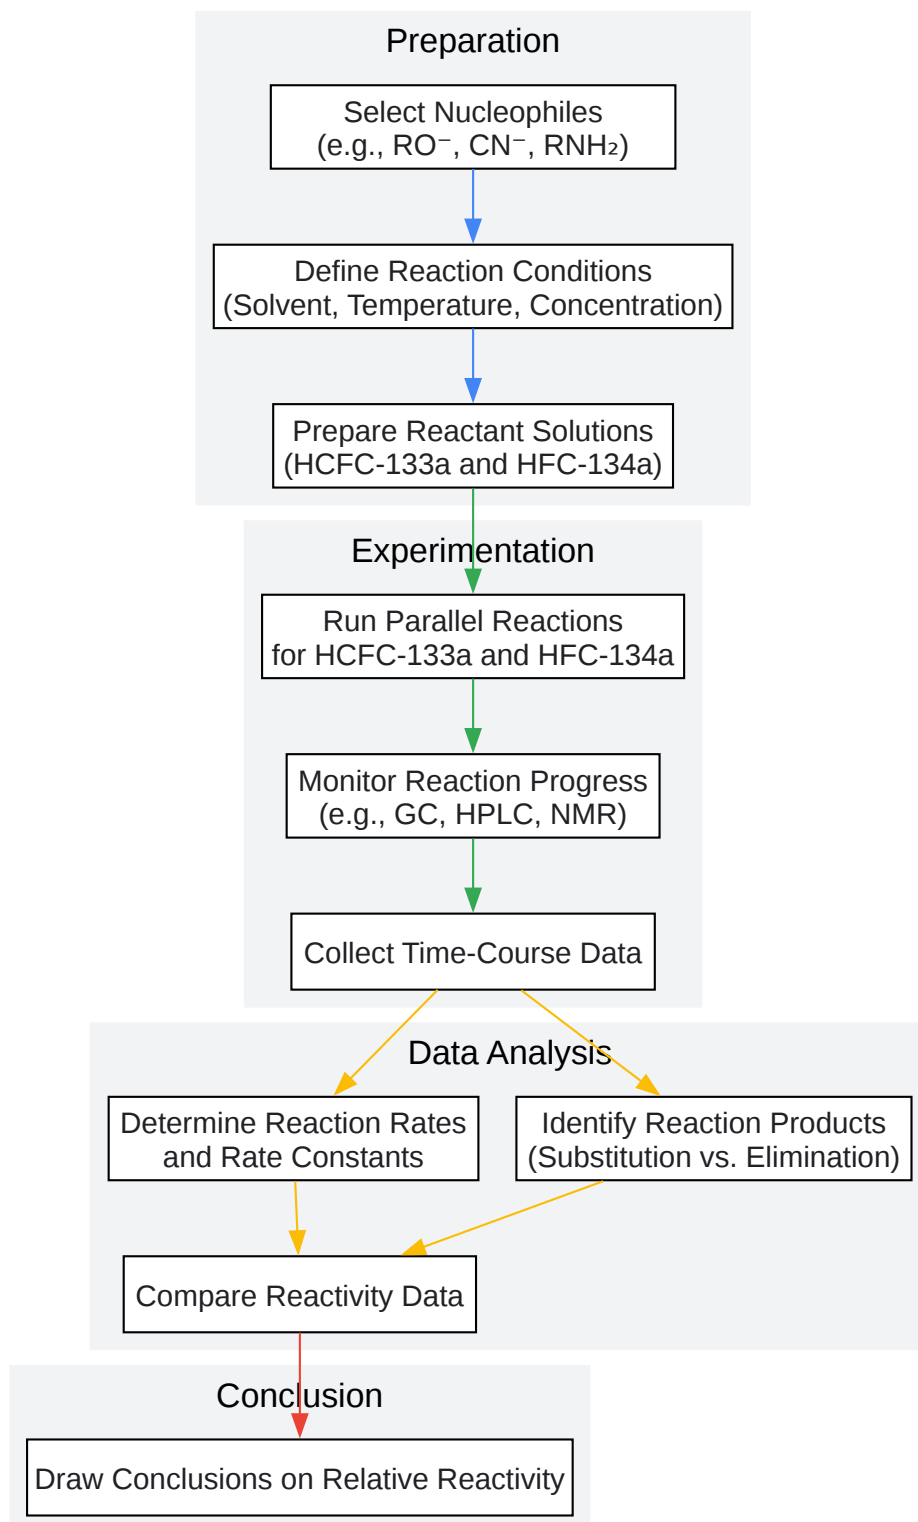 Preparation
Select Nucleophiles
(e.g., RO⁻, CN⁻, RNH₂)
Define Reaction Conditions
(Solvent, Temperature, Concentration)
Prepare Reactant Solutions
(HCFC-133a and HFC-134a)
Experimentation
Run Parallel Reactions
for HCFC-133a and HFC-134a
Monitor Reaction Progress
(e.g., GC, HPLC, NMR)
Collect Time-Course Data
Data Analysis
Determine Reaction Rates
and Rate Constants
Identify Reaction Products
(Substitution vs. Elimination)
Compare Reactivity Data
Conclusion
Draw Conclusions on Relative Reactivity